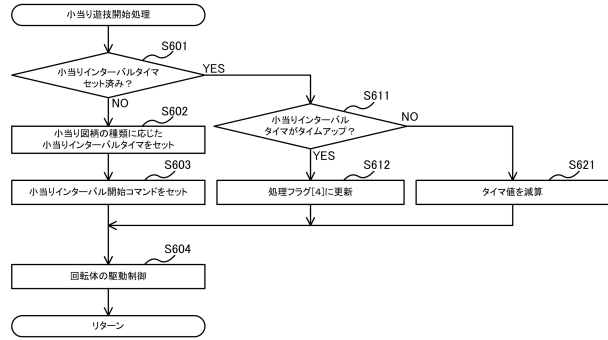 小当り遊技開始処理
S601
小当りインターバルタイマ
セット済み？
YES
NO
S602
小当り図柄の種類に応じた
小当りインターバルタイマをセット
S603
小当りインターバル開始コマンドをセット
S611
小当りインターバル
タイマがタイムアップ？
NO
YES
S612
処理フラグ[4]に更新
S621
タイマ値を減算
S604
回転体の駆動制御
リターン